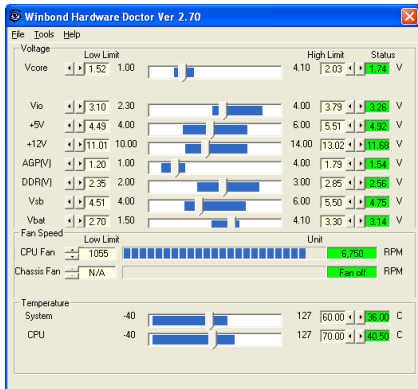 Winbond Hardware Doctor Ver 2.70
File Tools Help
Voltage
Low Limit High Limit Status
Vcore 1.52 1.00 4.10 2.03 1.74 V
Vio 3.10 2.30 4.00 3.79 3.26 V
+5V 4.49 4.00 6.00 5.51 4.92 V
+12V 11.01 10.00 14.00 13.02 11.68 V
AGP(V) 1.20 1.00 4.00 1.79 1.54 V
DDR(V) 2.35 2.00 3.00 2.85 2.56 V
Vsb 4.51 4.00 6.00 5.50 4.75 V
Vbat 2.70 1.50 4.10 3.30 3.14 V
Fan Speed
Low Limit Unit
CPU Fan 1055 6,750 RPM
Chassis Fan N/A Fan off RPM
Temperature
System -40 127 60.00 36.00 C
CPU -40 127 70.00 40.50 C